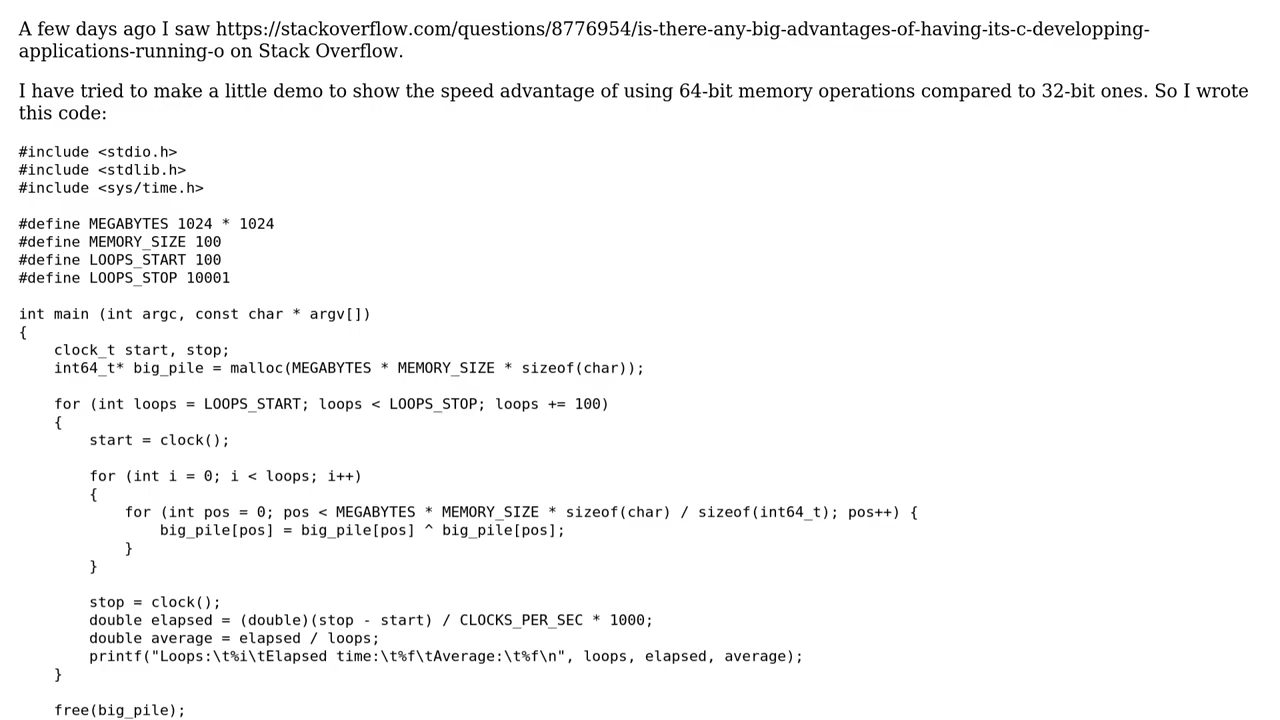 A few days ago I saw https://stackoverflow.com/questions/8776954/is-there-any-big-advantages-of-having-its-c-developping-
applications-running-o on Stack Overflow.
I have tried to make a little demo to show the speed advantage of using 64-bit memory operations compared to 32-bit ones. So I wrote
this code:
#include <stdio.h>
#include <stdlib.h>
#include <sys/time.h>
#define MEGABYTES 1024 * 1024
#define MEMORY_SIZE 100
#define LOOPS_START 100
#define LOOPS_STOP 10001
int main (int argc, const char * argv[])
{
    clock_t start, stop;
    int64_t* big_pile = malloc(MEGABYTES * MEMORY_SIZE * sizeof(char));
    for (int loops = LOOPS_START; loops < LOOPS_STOP; loops += 100)
    {
        start = clock();
        for (int i = 0; i < loops; i++)
        {
            for (int pos = 0; pos < MEGABYTES * MEMORY_SIZE * sizeof(char) / sizeof(int64_t); pos++) {
                big_pile[pos] = big_pile[pos] ^ big_pile[pos];
            }
        }
        stop = clock();
        double elapsed = (double)(stop - start) / CLOCKS_PER_SEC * 1000;
        double average = elapsed / loops;
        printf("Loops:\t%i\tElapsed time:\t%f\tAverage:\t%f\n", loops, elapsed, average);
    }
    free(big_pile);